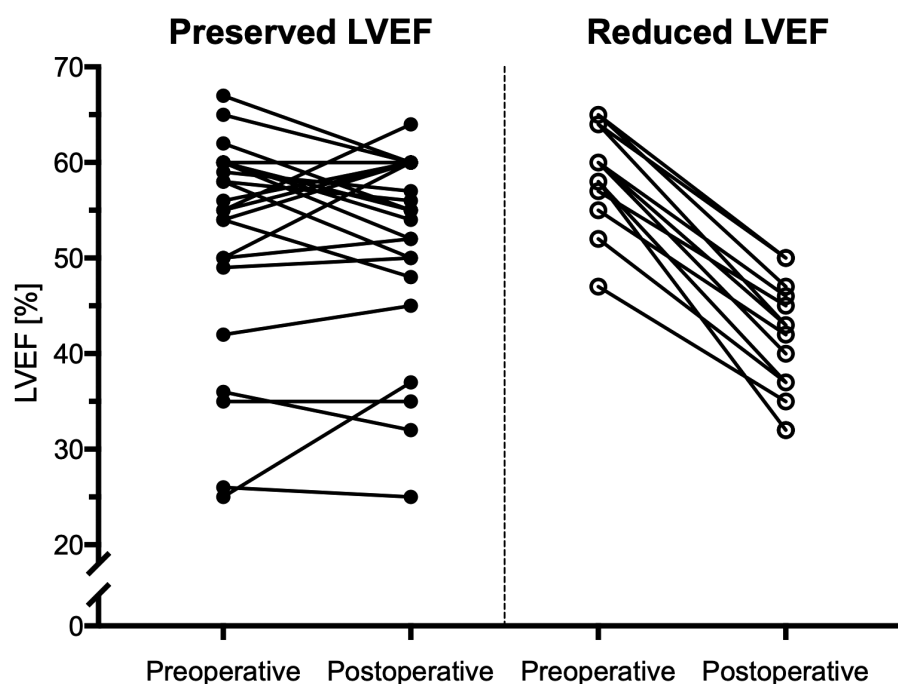 Preserved LVEF
Reduced LVEF
LVEF [%]
70
60
50
40
30
20
0
Preoperative
Postoperative
Preoperative
Postoperative